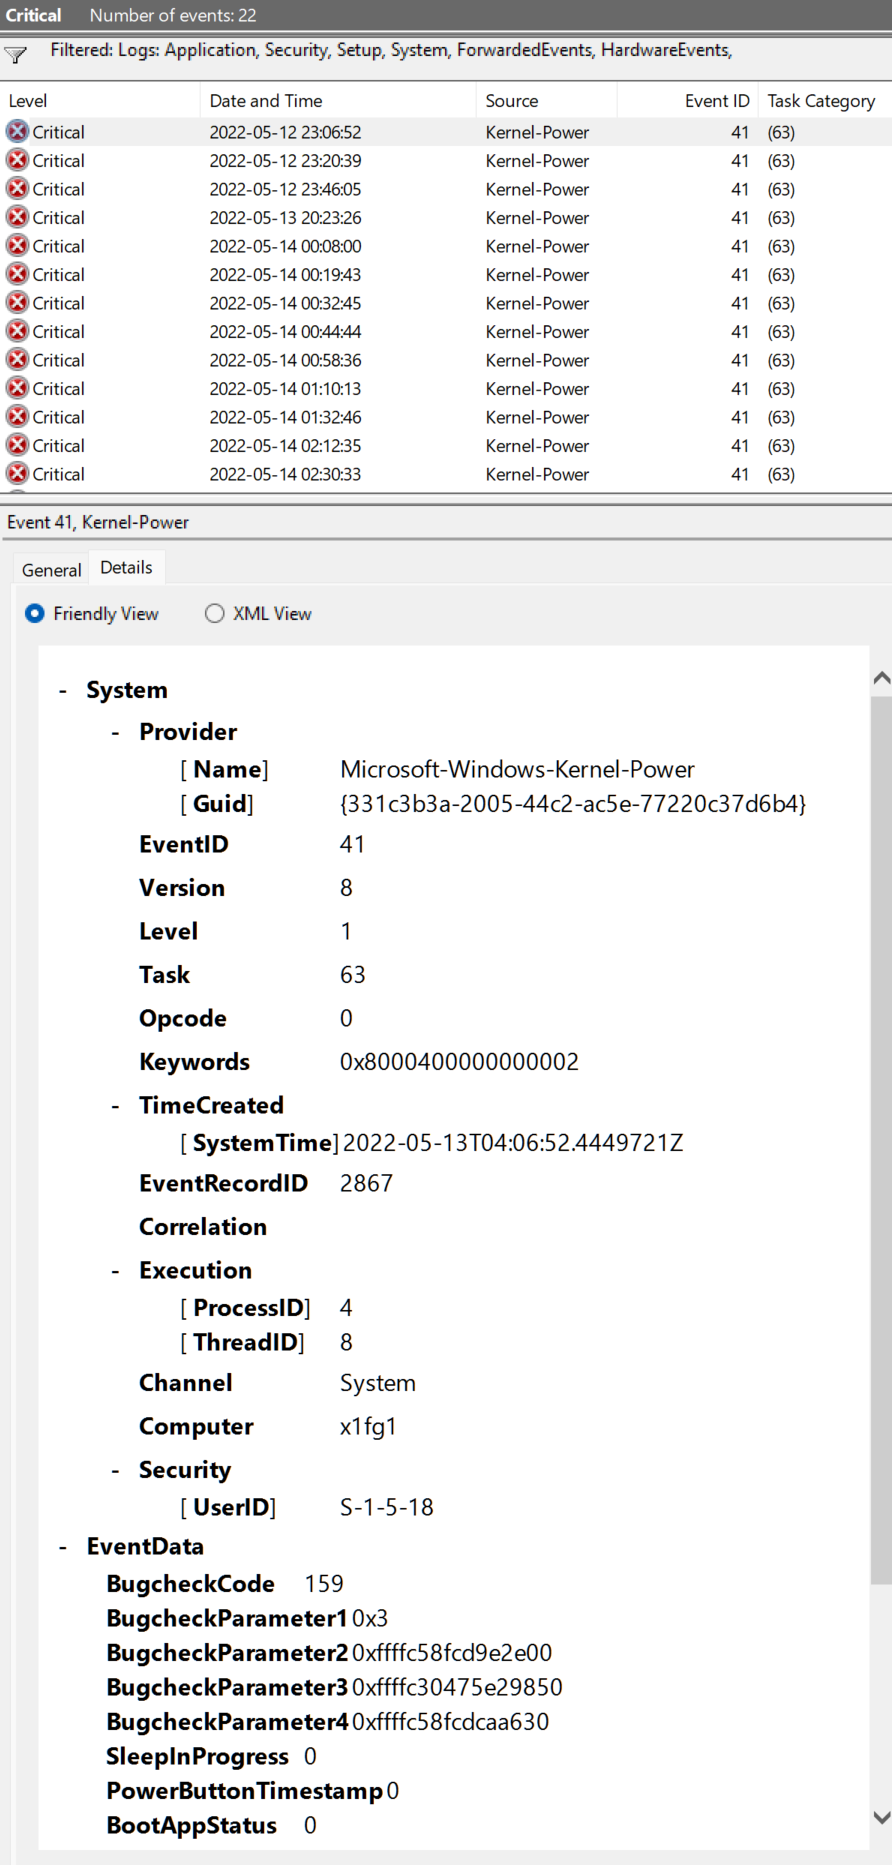 Critical Number of events: 22
Filtered: Logs: Application, Security, Setup, System, ForwardedEvents, HardwareEvents,
Level Date and Time Source Event ID Task Category
Critical 2022-05-12 23:06:52 Kernel-Power 41 (63)
Critical 2022-05-12 23:20:39 Kernel-Power 41 (63)
Critical 2022-05-12 23:46:05 Kernel-Power 41 (63)
Critical 2022-05-13 20:23:26 Kernel-Power 41 (63)
Critical 2022-05-14 00:08:00 Kernel-Power 41 (63)
Critical 2022-05-14 00:19:43 Kernel-Power 41 (63)
Critical 2022-05-14 00:32:45 Kernel-Power 41 (63)
Critical 2022-05-14 00:44:44 Kernel-Power 41 (63)
Critical 2022-05-14 00:58:36 Kernel-Power 41 (63)
Critical 2022-05-14 01:10:13 Kernel-Power 41 (63)
Critical 2022-05-14 01:32:46 Kernel-Power 41 (63)
Critical 2022-05-14 02:12:35 Kernel-Power 41 (63)
Critical 2022-05-14 02:30:33 Kernel-Power 41 (63)
Event 41, Kernel-Power
General Details
Friendly View XML View
- System
- Provider
[ Name] Microsoft-Windows-Kernel-Power
[ Guid] {331c3b3a-2005-44c2-ac5e-77220c37d6b4}
EventID 41
Version 8
Level 1
Task 63
Opcode 0
Keywords 0x8000400000000002
- TimeCreated
[ SystemTime] 2022-05-13T04:06:52.4449721Z
EventRecordID 2867
Correlation
- Execution
[ ProcessID] 4
[ ThreadID] 8
Channel System
Computer x1fg1
- Security
[ UserID] S-1-5-18
- EventData
BugcheckCode 159
BugcheckParameter1 0x3
BugcheckParameter2 0xffffc58fcd9e2e00
BugcheckParameter3 0xffffc30475e29850
BugcheckParameter4 0xffffc58fcdcaa630
SleepInProgress 0
PowerButtonTimestamp 0
BootAppStatus 0